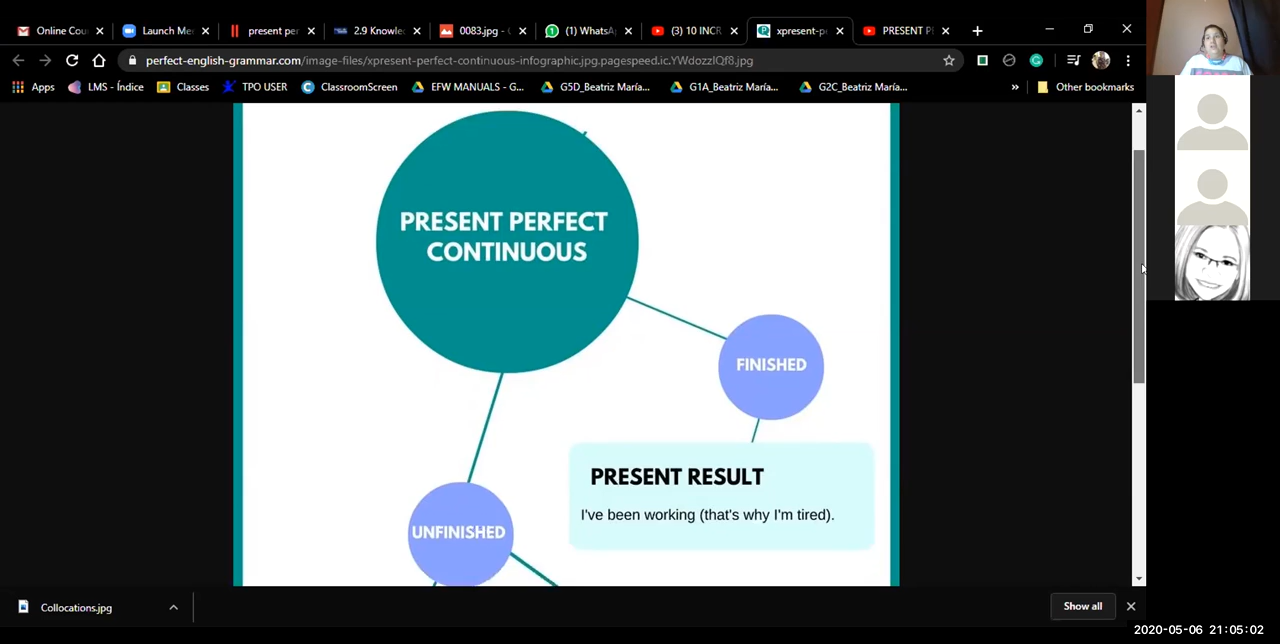 Online Cou
Launch Me
present per
2.9 Knowle
0083.jpg -
(1) WhatsA
(3) 10 INCR
xpresent-p
PRESENT P
perfect-english-grammar.com/image-files/xpresent-perfect-continuous-infographic.jpg.pagespeed.ic.YWdozzIQf8.jpg
Apps
LMS - Índice
Classes
TPO USER
ClassroomScreen
EFW MANUALS - G...
G5D_Beatriz María...
G1A_Beatriz María...
G2C_Beatriz María...
»
Other bookmarks
PRESENT PERFECT
CONTINUOUS
FINISHED
PRESENT RESULT
I've been working (that's why I'm tired).
UNFINISHED
Collocations.jpg
Show all
2020-05-06 21:05:02